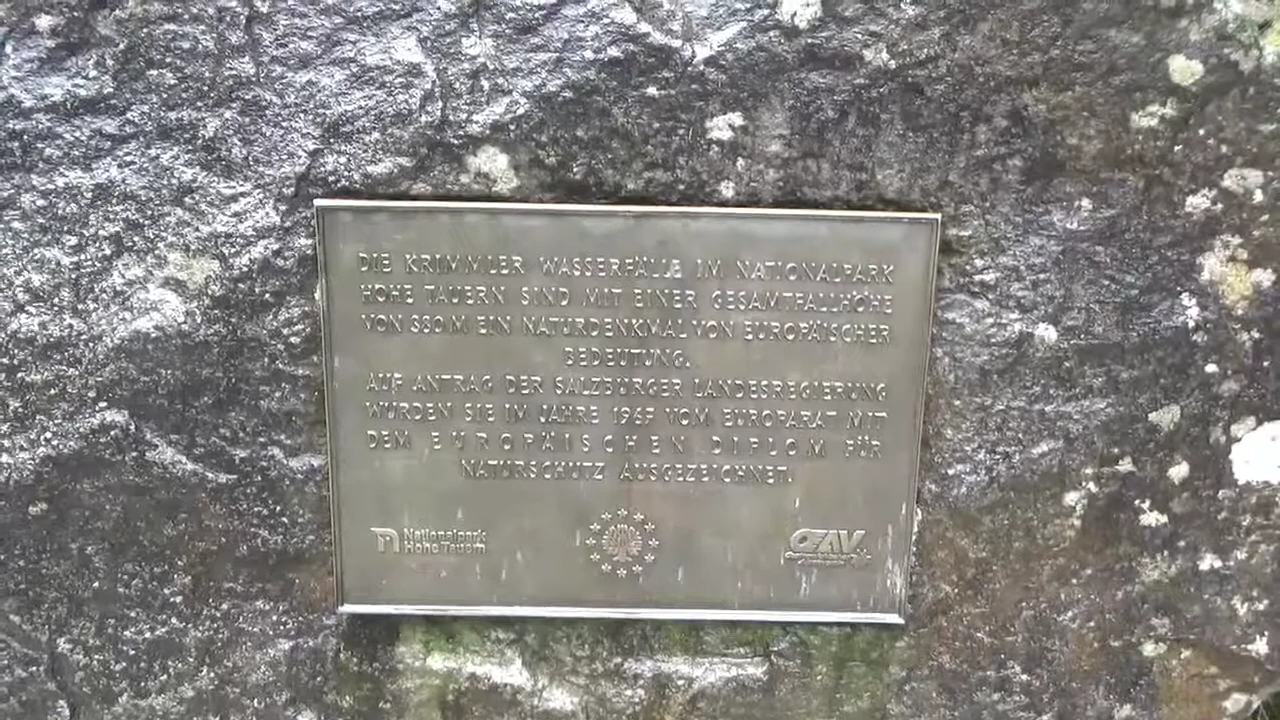 DIE KRIMMLER WASSERFÄLLE IM NATIONALPARK
HOHE TAUERN SIND MIT EINER GESAMTFALLHÖHE
VON 380 M EIN NATURDENKMAL VON EUROPÄISCHER
BEDEUTUNG.
AUF ANTRAG DER SALZBURGER LANDESREGIERUNG
WURDEN SIE IM JAHRE 1967 VOM EUROPARAT MIT
DEM EUROPÄISCHEN DIPLOM FÜR
NATURSCHUTZ AUSGEZEICHNET.
Nationalpark
Hohe Tauern
OEAV